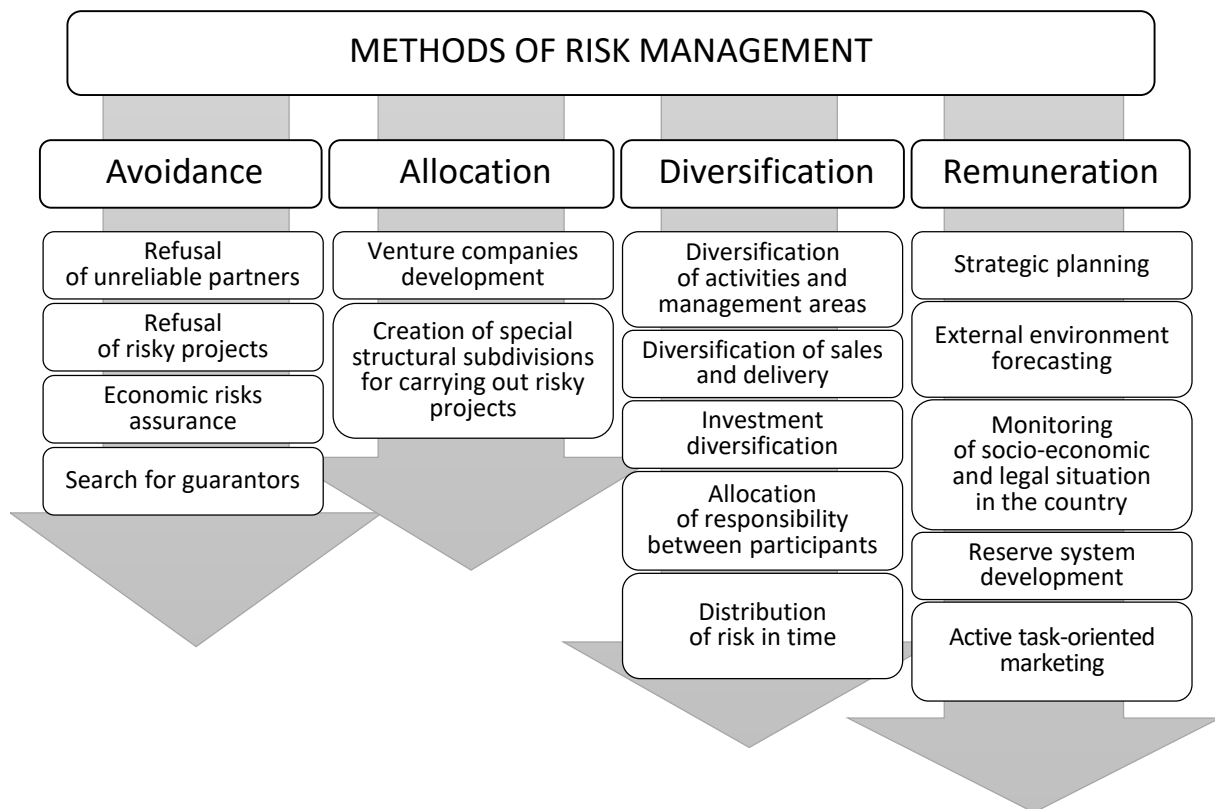 METHODS OF RISK MANAGEMENT
Avoidance
Refusal
of unreliable partners
Refusal
of risky projects
Economic risks
assurance
Search for guarantors
Allocation
Venture companies
development
Creation of special
structural subdivisions
for carrying out risky
projects
Diversification
Diversification
of activities and
management areas
Diversification of sales
and delivery
Investment
diversification
Allocation
of responsibility
between participants
Distribution
of risk in time
Remuneration
Strategic planning
External environment
forecasting
Monitoring
of socio-economic
and legal situation
in the country
Reserve system
development
Active task-oriented
marketing